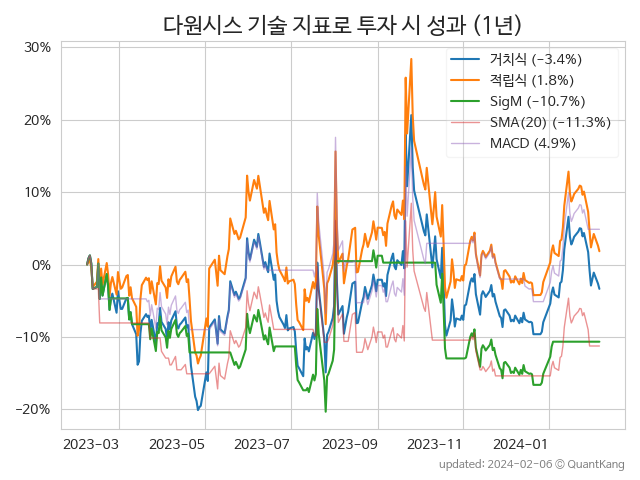 다원시스 기술 지표로 투자 시 성과 (1년)
30%
20%
10%
0%
−10%
−20%
거치식 (−3.4%)
적립식 (1.8%)
SigM (−10.7%)
SMA(20) (−11.3%)
MACD (4.9%)
2023-03
2023-05
2023-07
2023-09
2023-11
2024-01
updated: 2024-02-06 © QuantKang